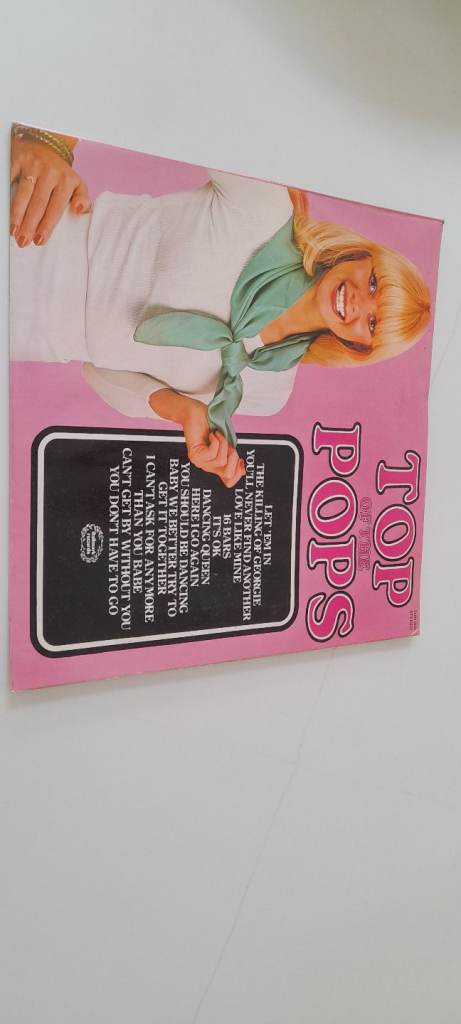 TOP
OF THE
POPS
STEREO
LET 'EM IN
THE KILLING OF GEORGIE
YOU'LL NEVER FIND ANOTHER
LOVE LIKE MINE
16 BARS
IT'S OK
DANCING QUEEN
HERE I GO AGAIN
YOU SHOULD BE DANCING
BABY WE BETTER TRY TO
GET IT TOGETHER
I CAN'T ASK FOR ANYMORE
THAN YOU BABE
CAN'T GET BY WITHOUT YOU
YOU DON'T HAVE TO GO
Hallmark